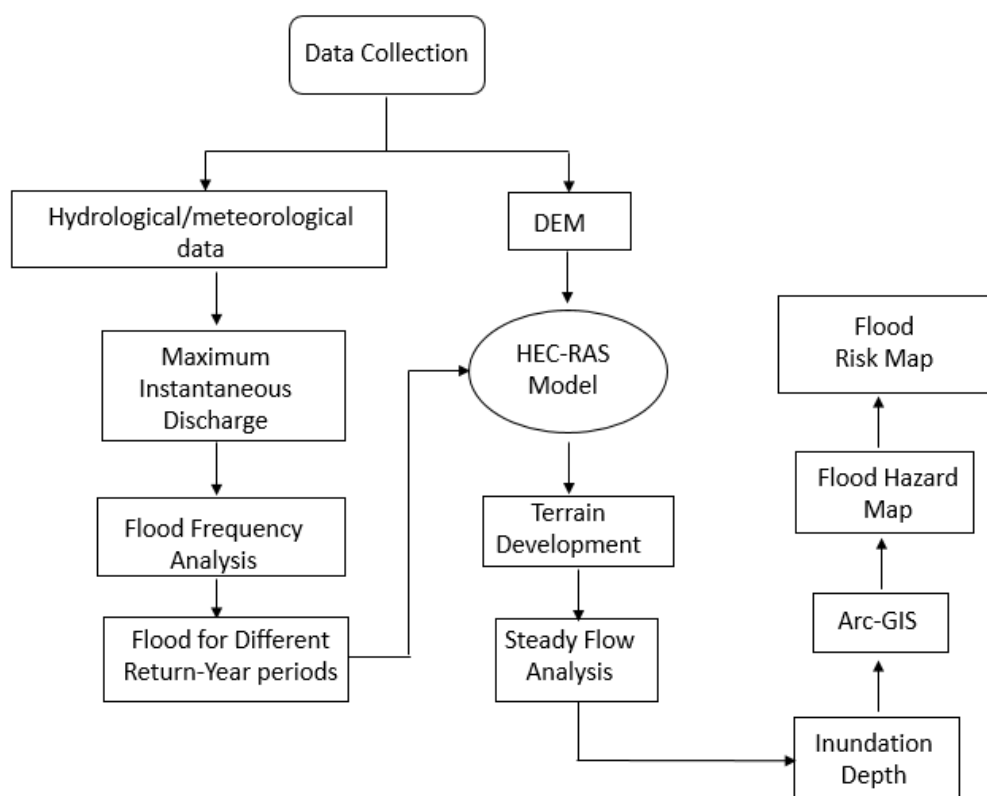 Data Collection
Hydrological/meteorological
data
DEM
Maximum
Instantaneous
Discharge
HEC-RAS
Model
Flood
Risk Map
Flood Frequency
Analysis
Terrain
Development
Flood Hazard
Map
Flood for Different
Return-Year periods
Steady Flow
Analysis
Arc-GIS
Inundation
Depth